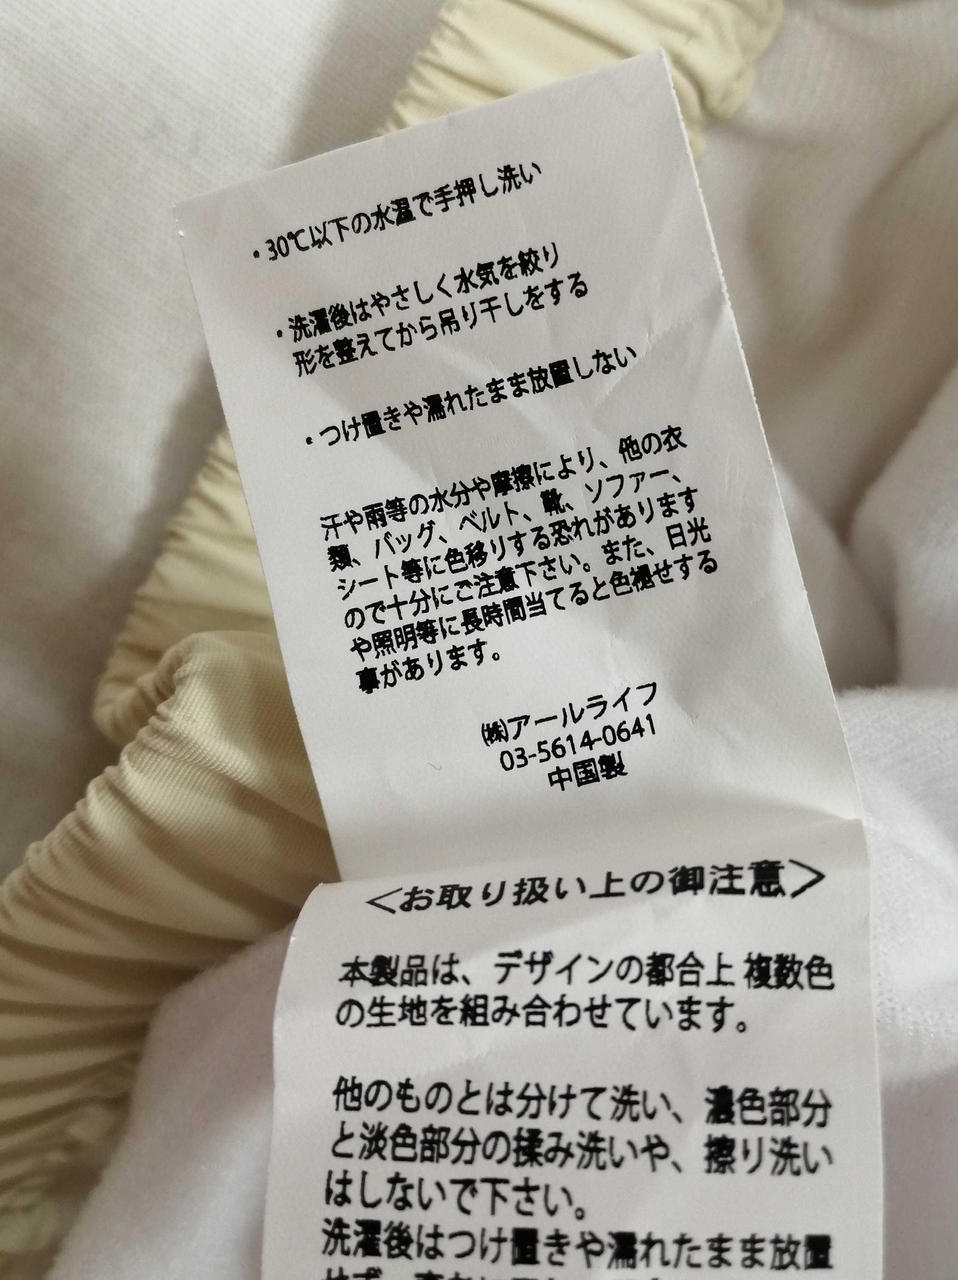 ・30℃以下の水温で手押し洗い
・洗濯後はやさしく水気を絞り
形を整えてから吊り干しをする
・つけ置きや濡れたまま放置しない
汗や雨等の水分や摩擦により、他の衣
類、バッグ、ベルト、靴、ソファー、
シート等に色移りする恐れがあります
ので十分にご注意下さい。また、日光
や照明等に長時間当てると色褪せする
事があります。
㈱アールライフ
03-5614-0641
中国製
＜お取り扱い上の御注意＞
本製品は、デザインの都合上 複数色
の生地を組み合わせています。
他のものとは分けて洗い、濃色部分
と淡色部分の揉み洗いや、擦り洗い
はしないで下さい。
洗濯後はつけ置きや濡れたまま放置